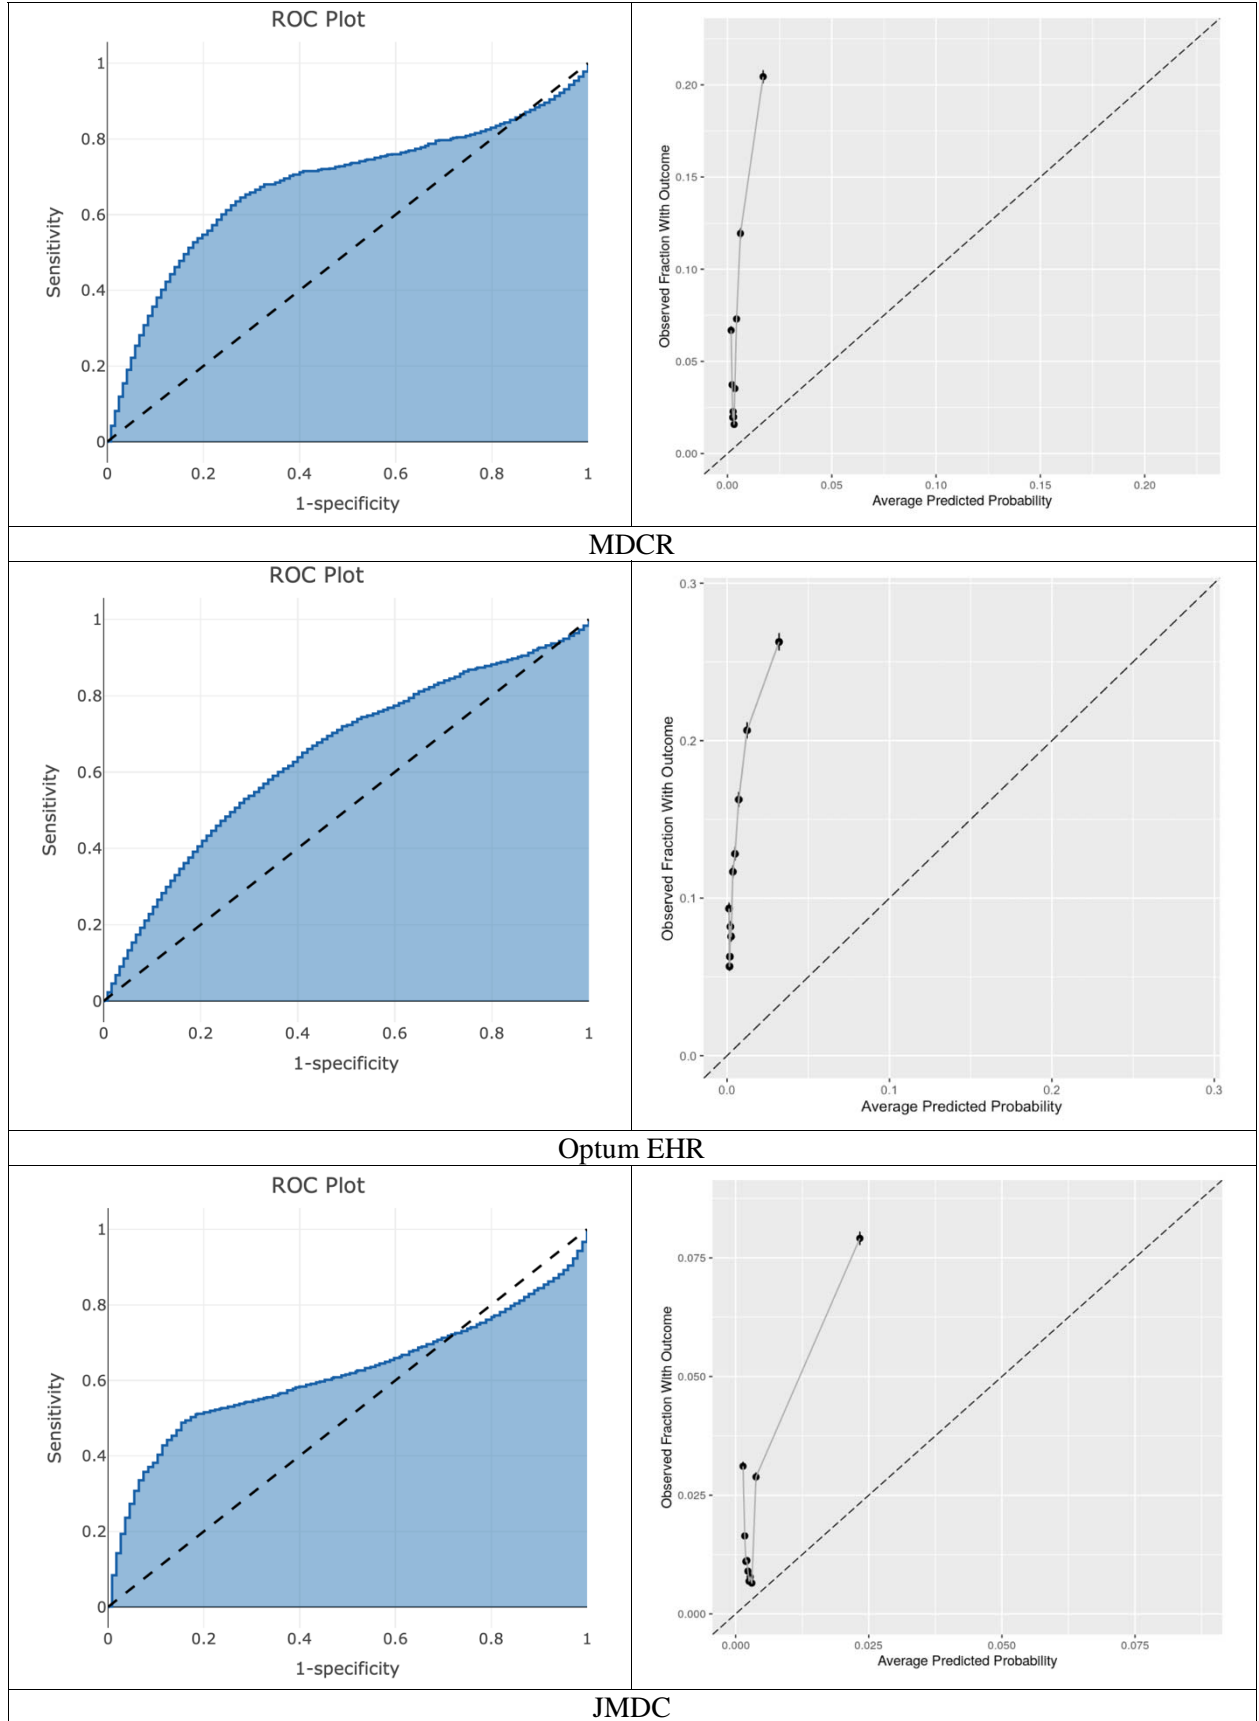 ROC Plot
1
0.8
0.6
0.4
0.2
0
Sensitivity
0 0.2 0.4 0.6 0.8 1
1-specificity
0.20
0.15
0.10
0.05
0.00
Observed Fraction With Outcome
0.00 0.05 0.10 0.15 0.20
Average Predicted Probability
MDCR
ROC Plot
1
0.8
0.6
0.4
0.2
0
Sensitivity
0 0.2 0.4 0.6 0.8 1
1-specificity
0.3
0.2
0.1
0.0
Observed Fraction With Outcome
0.0 0.1 0.2 0.3
Average Predicted Probability
Optum EHR
ROC Plot
1
0.8
0.6
0.4
0.2
0
Sensitivity
0 0.2 0.4 0.6 0.8 1
1-specificity
0.075
0.050
0.025
0.000
Observed Fraction With Outcome
0.000 0.025 0.050 0.075
Average Predicted Probability
JMDC